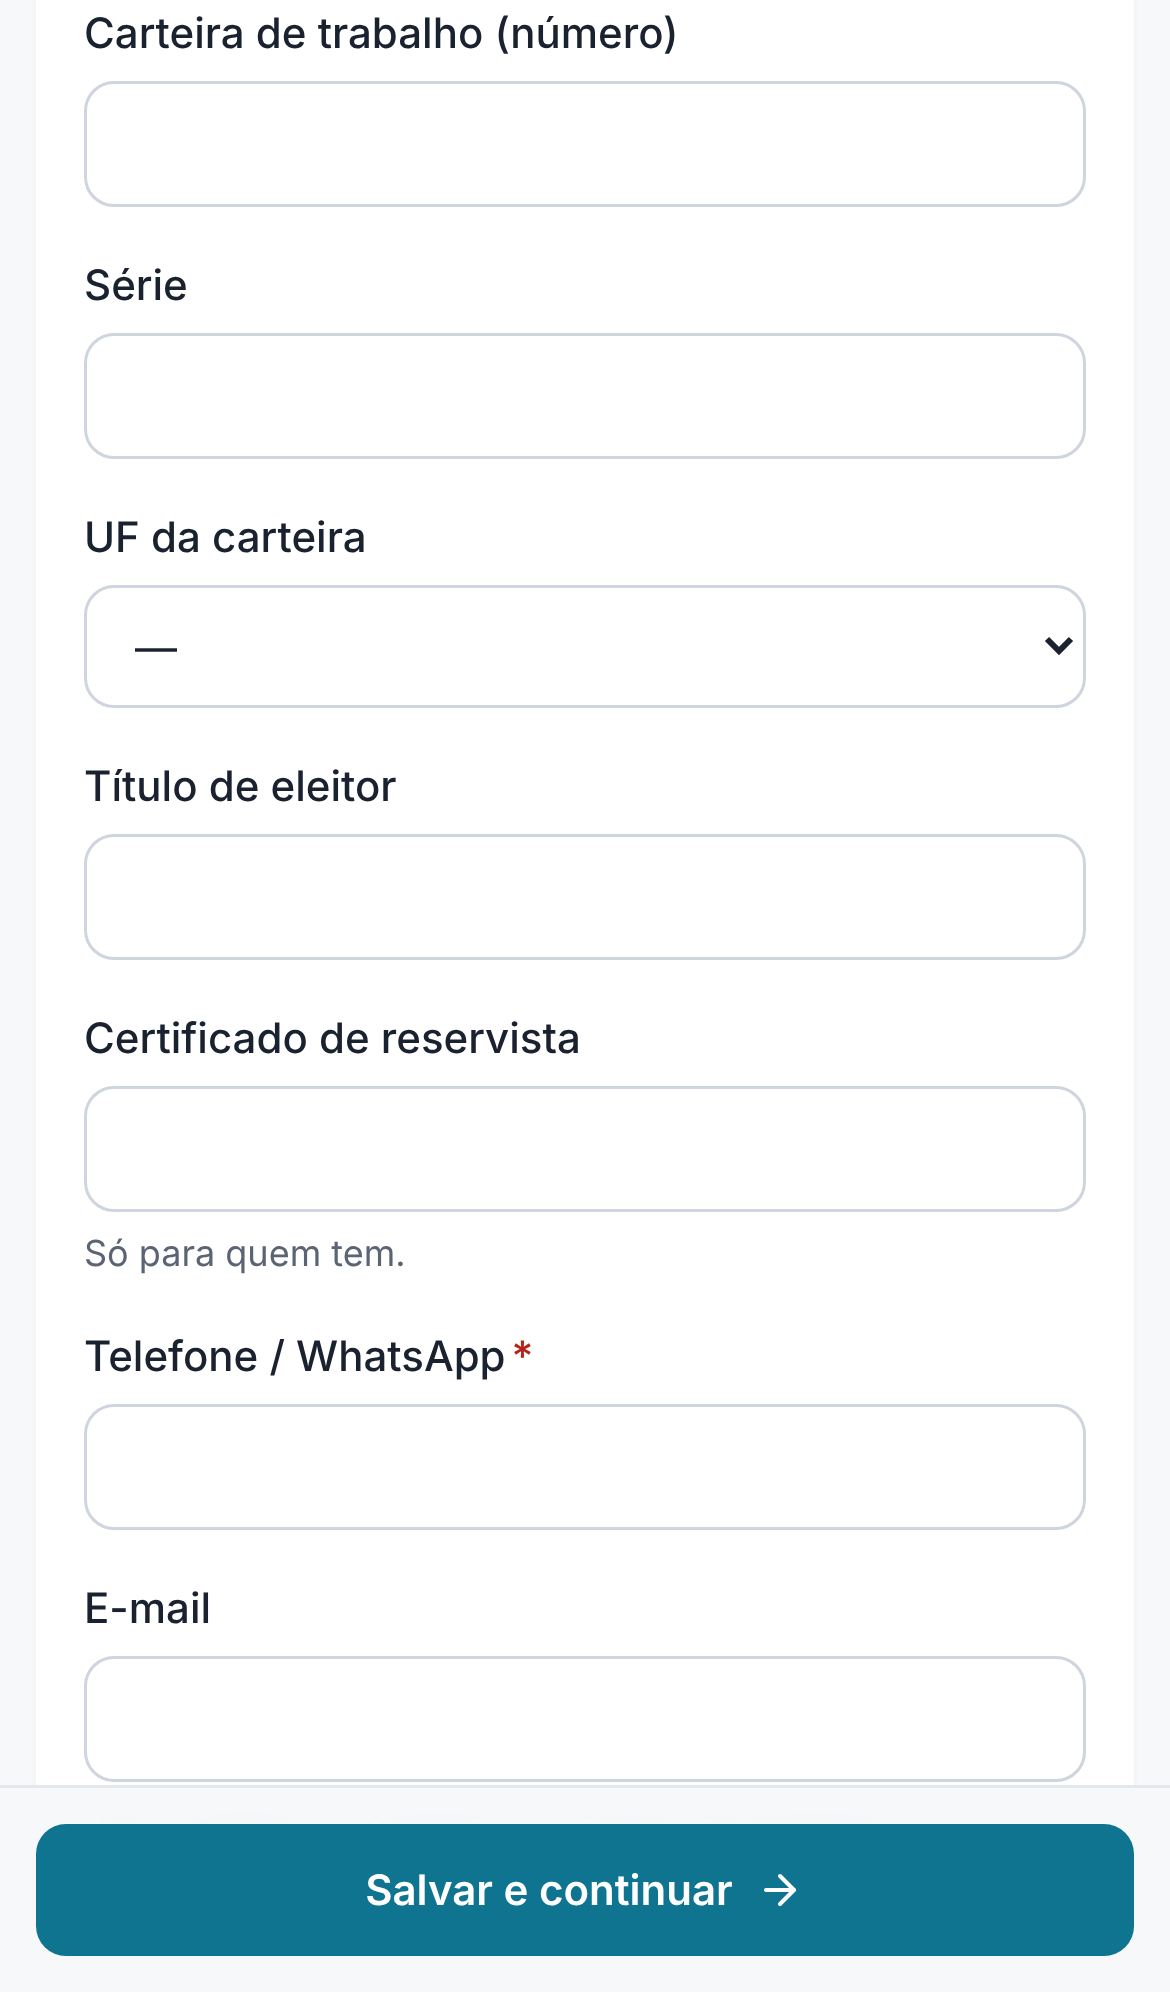 Carteira de trabalho (número)
Série
UF da carteira
—
Título de eleitor
Certificado de reservista
Só para quem tem.
Telefone / WhatsApp *
E-mail
Salvar e continuar →